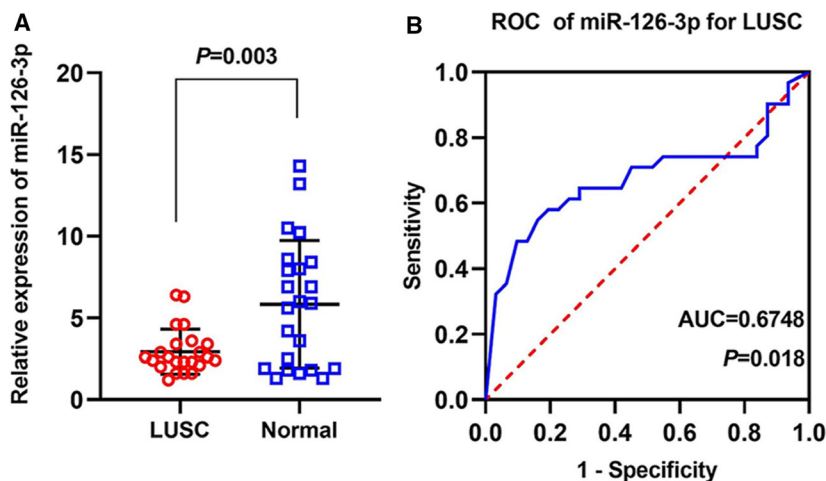 A
P=0.003
Relative expression of miR-126-3p
20
15
10
5
0
LUSC Normal
B
ROC of miR-126-3p for LUSC
Sensitivity
1.0
0.8
0.6
0.4
0.2
0.0
AUC=0.6748
P=0.018
0.0 0.2 0.4 0.6 0.8 1.0
1 - Specificity